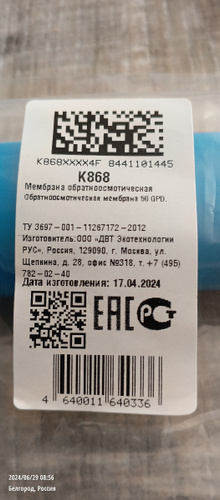 K868XXXX4F 8441101445
K868
Мембрана обратноосмотическая
Обратноосмотическая мембрана 50 GPD.
ТУ 3697-001-11267172-2012
Изготовитель:ООО «ДВТ Экотехнологии
РУС», Россия, 129090, г. Москва, ул.
Щепкина, д. 28, офис №318, т. +7 (495)
782-02-40
Дата изготовления: 17.04.2024
EAC РСТ
4 640011 640336
2024/06/29 08:56
Белгород, Россия